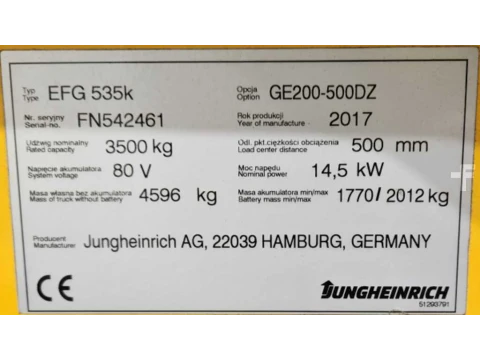 Typ
Type
EFG 535k
Opcja
Option
GE200-500DZ
Nr. seryjny
Serial-no.
FN542461
Rok produkcji
Year of manufacture
2017
Udźwig nominalny
Rated capacity
3500 kg
Odl. pkt.ciężkości obciążenia
Load center distance
500 mm
Napięcie akumulatora
System voltage
80 V
Moc napędu
Nominal power
14,5 kW
Masa własna bez akumulatora
Mass of truck without battery
4596 kg
Masa akumulatora min/max
Battery mass min/max
1770/2012 kg
Producent
Manufacturer
Jungheinrich AG, 22039 HAMBURG, GERMANY
CE
JUNGHEINRICH
51293791